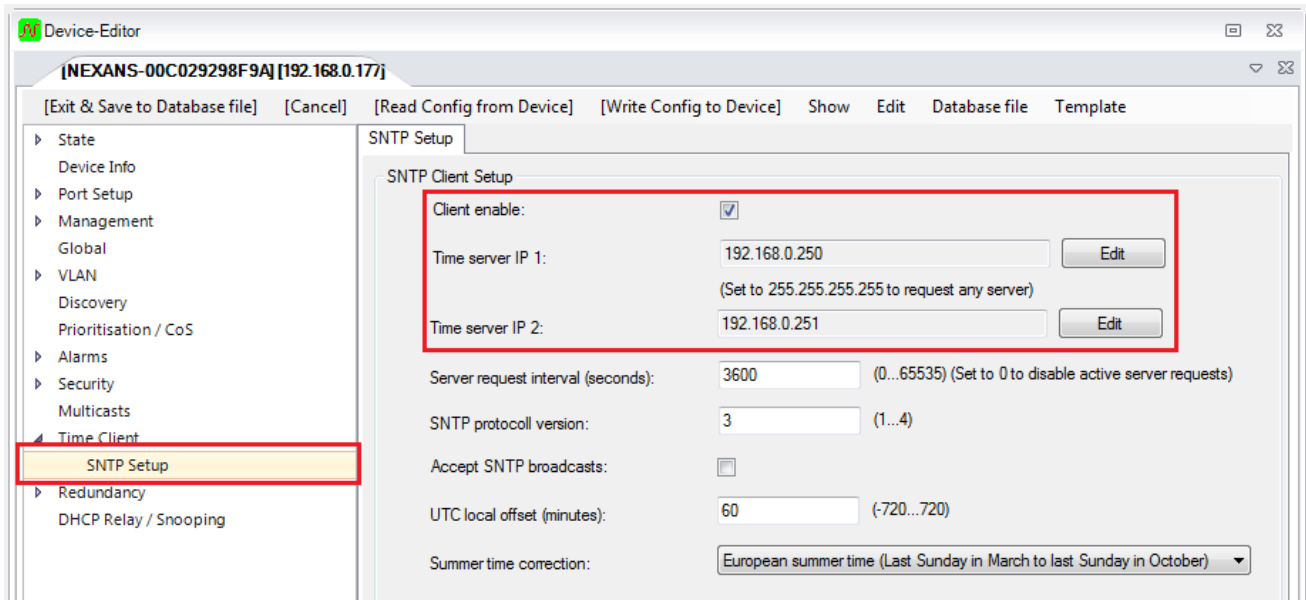 Device-Editor
[NEXANS-00C029298F9A] [192.168.0.177]
[Exit & Save to Database file] [Cancel] [Read Config from Device] [Write Config to Device] Show Edit Database file Template
State
Device Info
Port Setup
Management
Global
VLAN
Discovery
Prioritisation / CoS
Alarms
Security
Multicasts
Time Client
SNTP Setup
Redundancy
DHCP Relay / Snooping
SNTP Setup
SNTP Client Setup
Client enable:
Time server IP 1: 192.168.0.250 Edit
(Set to 255.255.255.255 to request any server)
Time server IP 2: 192.168.0.251 Edit
Server request interval (seconds): 3600 (0...65535) (Set to 0 to disable active server requests)
SNTP protocoll version: 3 (1...4)
Accept SNTP broadcasts:
UTC local offset (minutes): 60 (-720...720)
Summer time correction: European summer time (Last Sunday in March to last Sunday in October)